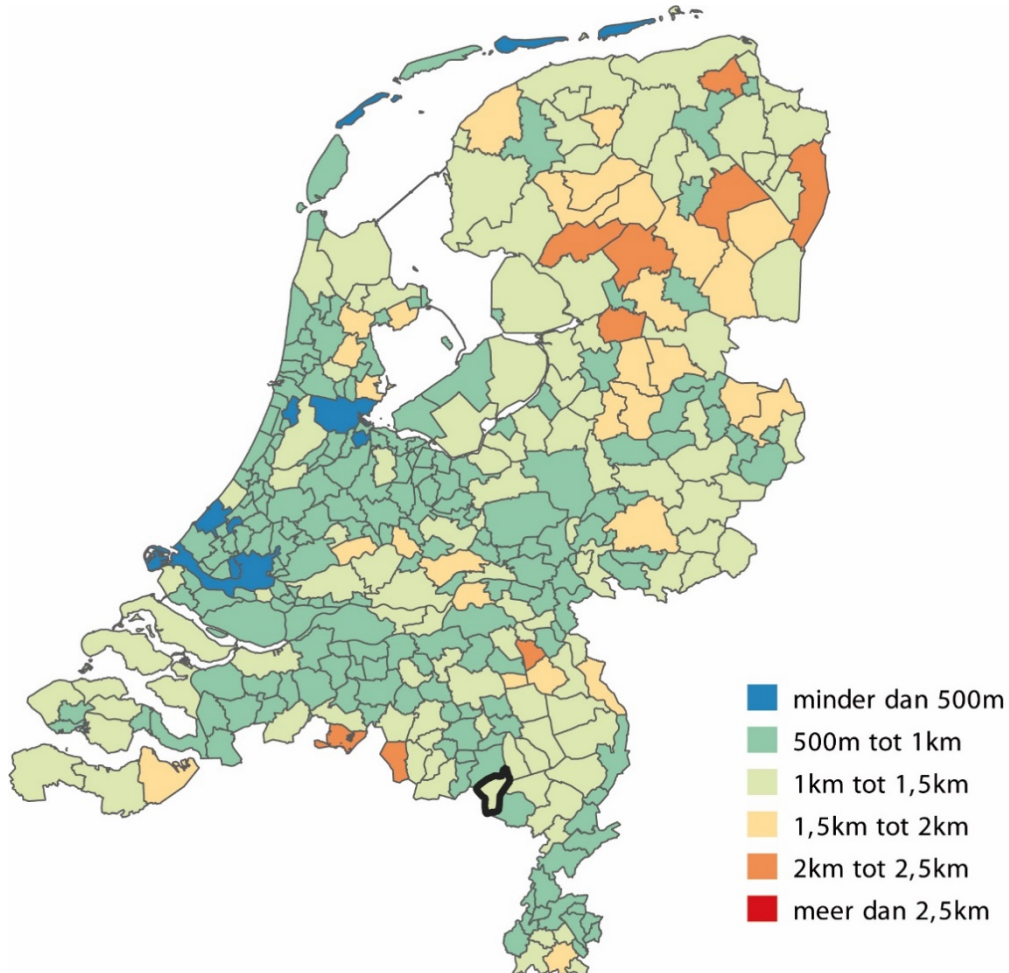 minder dan 500m
500m tot 1km
1km tot 1,5km
1,5km tot 2km
2km tot 2,5km
meer dan 2,5km